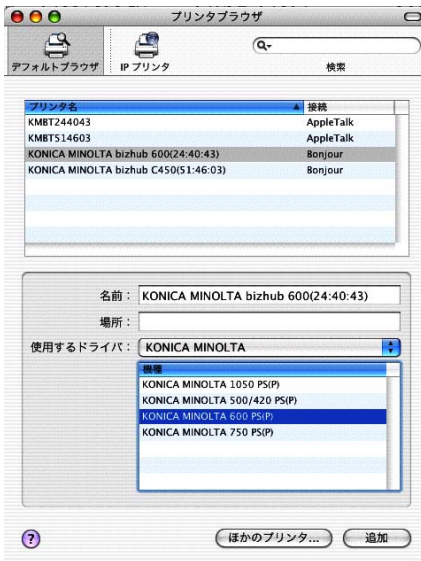 プリンタブラウザ
デフォルトブラウザ IP プリンタ 検索
プリンタ名 接続
KMBT244043 AppleTalk
KMBT514603 AppleTalk
KONICA MINOLTA bizhub 600(24:40:43) Bonjour
KONICA MINOLTA bizhub C450(51:46:03) Bonjour
名前： KONICA MINOLTA bizhub 600(24:40:43)
場所：
使用するドライバ： KONICA MINOLTA
機種
KONICA MINOLTA 1050 PS(P)
KONICA MINOLTA 500/420 PS(P)
KONICA MINOLTA 600 PS(P)
KONICA MINOLTA 750 PS(P)
? ほかのプリンタ... 追加